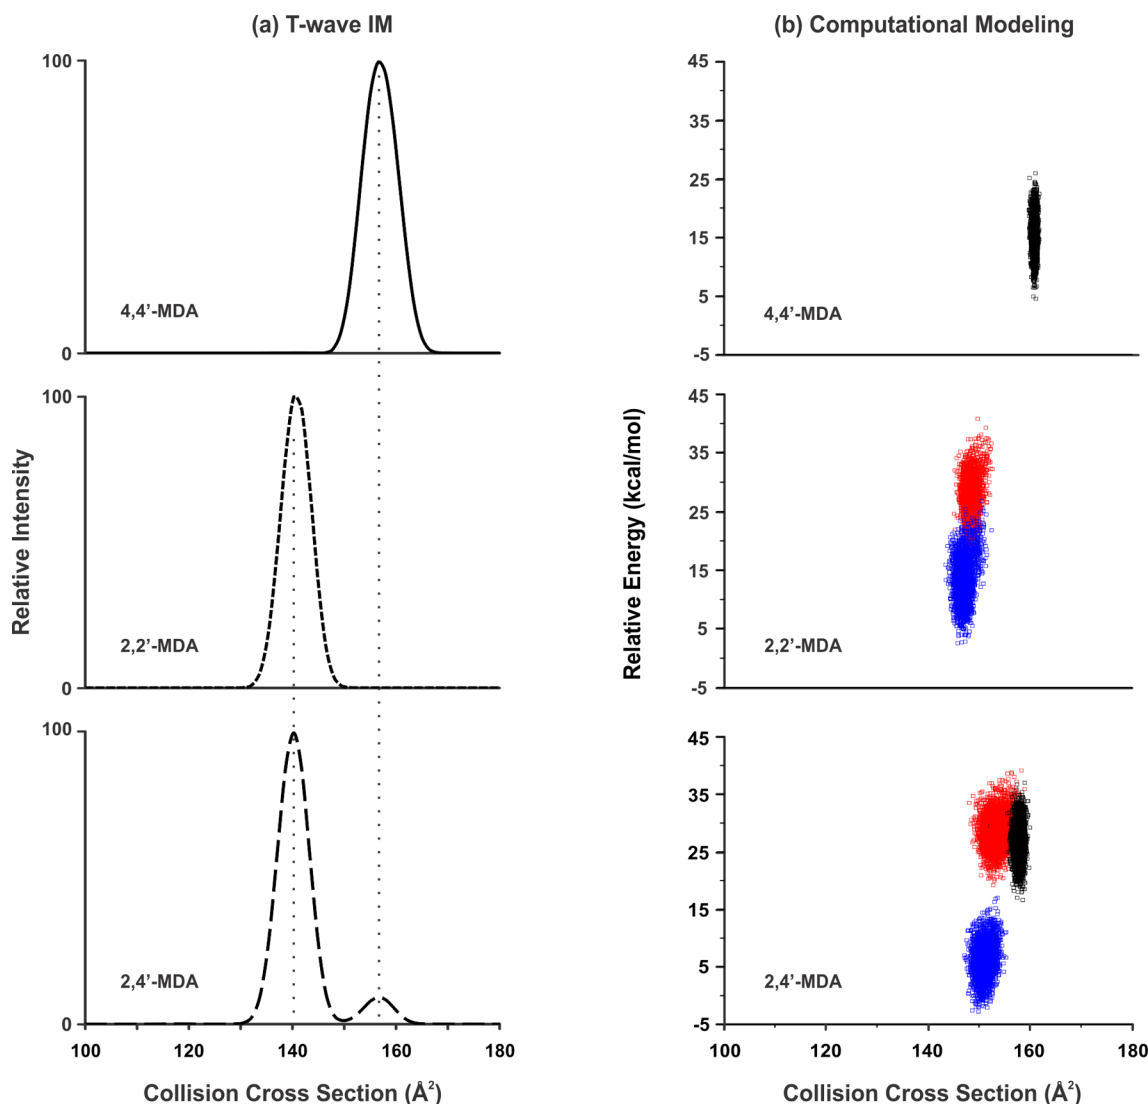 (a) T-wave IM
(b) Computational Modeling
Relative Intensity
100
0
4,4’-MDA
100
0
2,2’-MDA
100
0
2,4’-MDA
100
120
140
160
180
Collision Cross Section (Å²)
Relative Energy (kcal/mol)
45
35
25
15
5
-5
4,4’-MDA
45
35
25
15
5
-5
2,2’-MDA
45
35
25
15
5
-5
2,4’-MDA
100
120
140
160
180
Collision Cross Section (Å²)